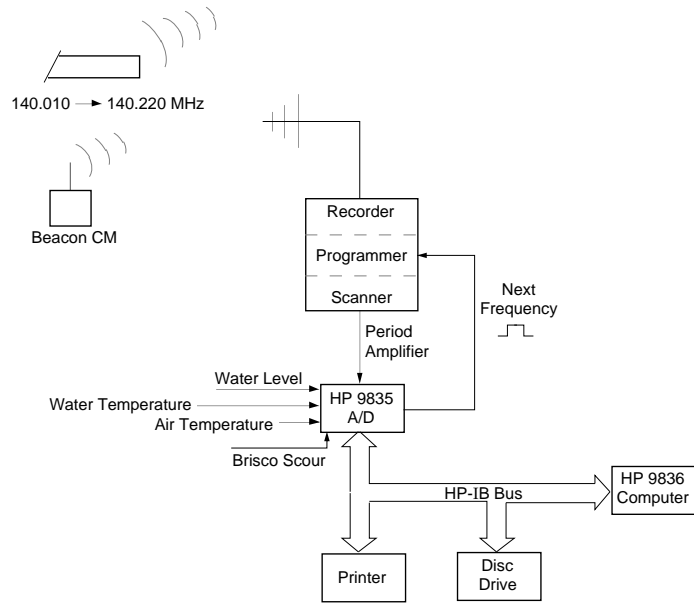 140.010 → 140.220 MHz
Beacon CM
Recorder
Programmer
Scanner
Next
Frequency
Period
Amplifier
Water Level
Water Temperature
Air Temperature
HP 9835
A/D
Brisco Scour
HP-IB Bus
HP 9836
Computer
Printer
Disc
Drive